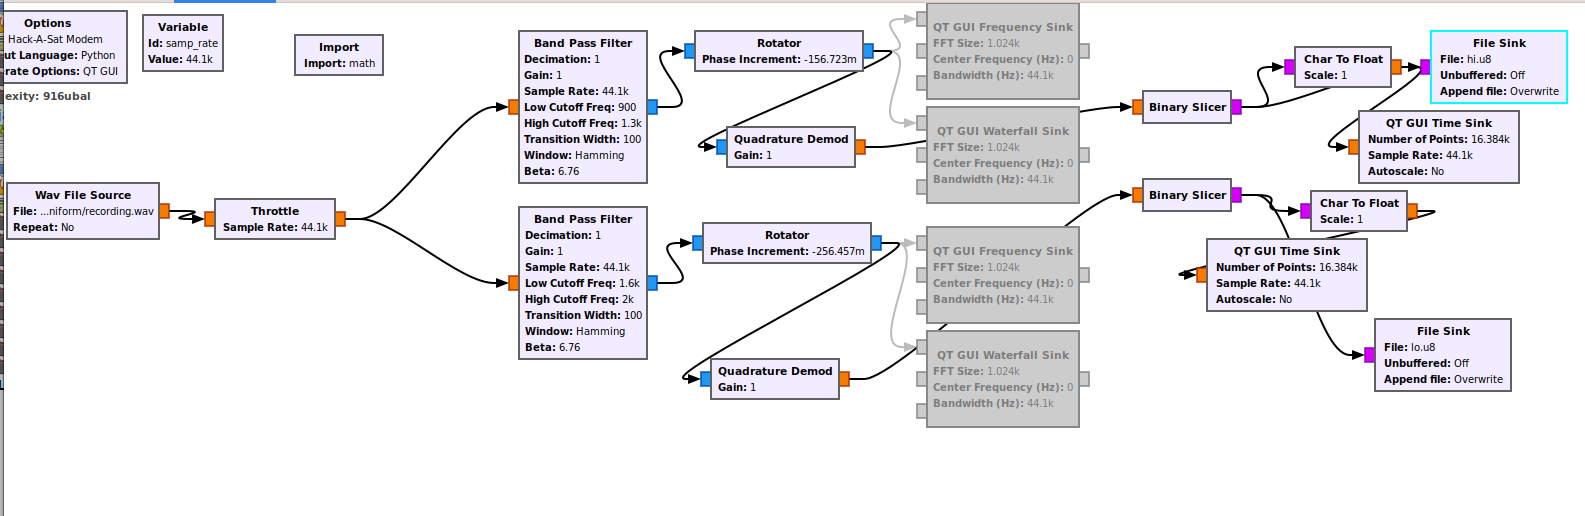 Options
Hack-A-Sat Modem
ut Language: Python
rate Options: QT GUI
exity: 916ubal
Variable
Id: samp_rate
Value: 44.1k
Import
Import: math
Wav File Source
File: ...niform/recording.wav
Repeat: No
Throttle
Sample Rate: 44.1k
Band Pass Filter
Decimation: 1
Gain: 1
Sample Rate: 44.1k
Low Cutoff Freq: 900
High Cutoff Freq: 1.3k
Transition Width: 100
Window: Hamming
Beta: 6.76
Band Pass Filter
Decimation: 1
Gain: 1
Sample Rate: 44.1k
Low Cutoff Freq: 1.6k
High Cutoff Freq: 2k
Transition Width: 100
Window: Hamming
Beta: 6.76
Rotator
Phase Increment: -156.723m
Quadrature Demod
Gain: 1
Rotator
Phase Increment: -256.457m
Quadrature Demod
Gain: 1
QT GUI Frequency Sink
FFT Size: 1.024k
Center Frequency (Hz): 0
Bandwidth (Hz): 44.1k
QT GUI Waterfall Sink
FFT Size: 1.024k
Center Frequency (Hz): 0
Bandwidth (Hz): 44.1k
QT GUI Frequency Sink
FFT Size: 1.024k
Center Frequency (Hz): 0
Bandwidth (Hz): 44.1k
QT GUI Waterfall Sink
FFT Size: 1.024k
Center Frequency (Hz): 0
Bandwidth (Hz): 44.1k
Binary Slicer
Char To Float
Scale: 1
File Sink
File: hi.u8
Unbuffered: Off
Append file: Overwrite
QT GUI Time Sink
Number of Points: 16.384k
Sample Rate: 44.1k
Autoscale: No
Binary Slicer
Char To Float
Scale: 1
QT GUI Time Sink
Number of Points: 16.384k
Sample Rate: 44.1k
Autoscale: No
File Sink
File: lo.u8
Unbuffered: Off
Append file: Overwrite